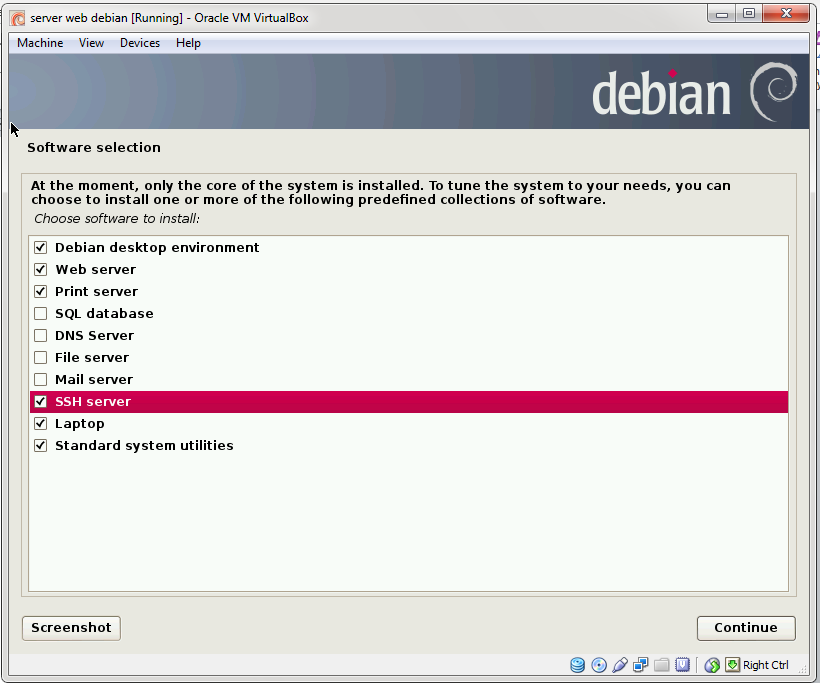 server web debian [Running] - Oracle VM VirtualBox
Machine View Devices Help
debian
Software selection
At the moment, only the core of the system is installed. To tune the system to your needs, you can
choose to install one or more of the following predefined collections of software.
Choose software to install:
Debian desktop environment
Web server
Print server
SQL database
DNS Server
File server
Mail server
SSH server
Laptop
Standard system utilities
Screenshot
Continue
Right Ctrl